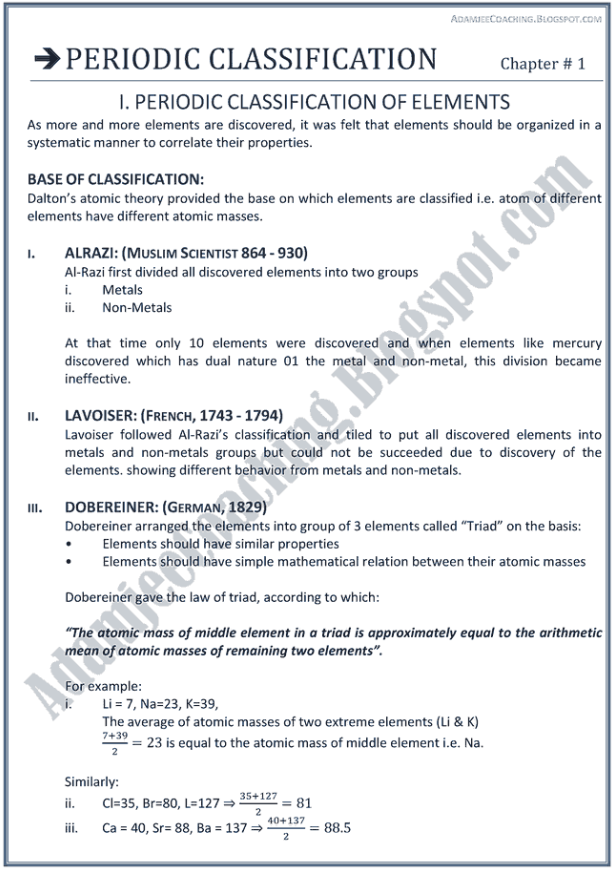 ADAMJEECOACHING.BLOGSPOT.COM
➔PERIODIC CLASSIFICATION Chapter # 1
I. PERIODIC CLASSIFICATION OF ELEMENTS
As more and more elements are discovered, it was felt that elements should be organized in a
systematic manner to correlate their properties.
BASE OF CLASSIFICATION:
Dalton's atomic theory provided the base on which elements are classified i.e. atom of different
elements have different atomic masses.
I. ALRAZI: (MUSLIM SCIENTIST 864 - 930)
Al-Razi first divided all discovered elements into two groups
i. Metals
ii. Non-Metals
At that time only 10 elements were discovered and when elements like mercury
discovered which has dual nature 01 the metal and non-metal, this division became
ineffective.
II. LAVOISER: (FRENCH, 1743 - 1794)
Lavoiser followed Al-Razi's classification and tiled to put all discovered elements into
metals and non-metals groups but could not be succeeded due to discovery of the
elements. showing different behavior from metals and non-metals.
III. DOBEREINER: (GERMAN, 1829)
Dobereiner arranged the elements into group of 3 elements called "Triad" on the basis:
• Elements should have similar properties
• Elements should have simple mathematical relation between their atomic masses
Dobereiner gave the law of triad, according to which:
"The atomic mass of middle element in a triad is approximately equal to the arithmetic
mean of atomic masses of remaining two elements".
For example:
i. Li = 7, Na=23, K=39,
The average of atomic masses of two extreme elements (Li & K)
7+39/2 = 23 is equal to the atomic mass of middle element i.e. Na.
Similarly:
ii. Cl=35, Br=80, L=127 ⇒ 35+127/2 = 81
iii. Ca = 40, Sr= 88, Ba = 137 ⇒ 40+137/2 = 88.5
AdamjeeCoaching.Blogspot.com